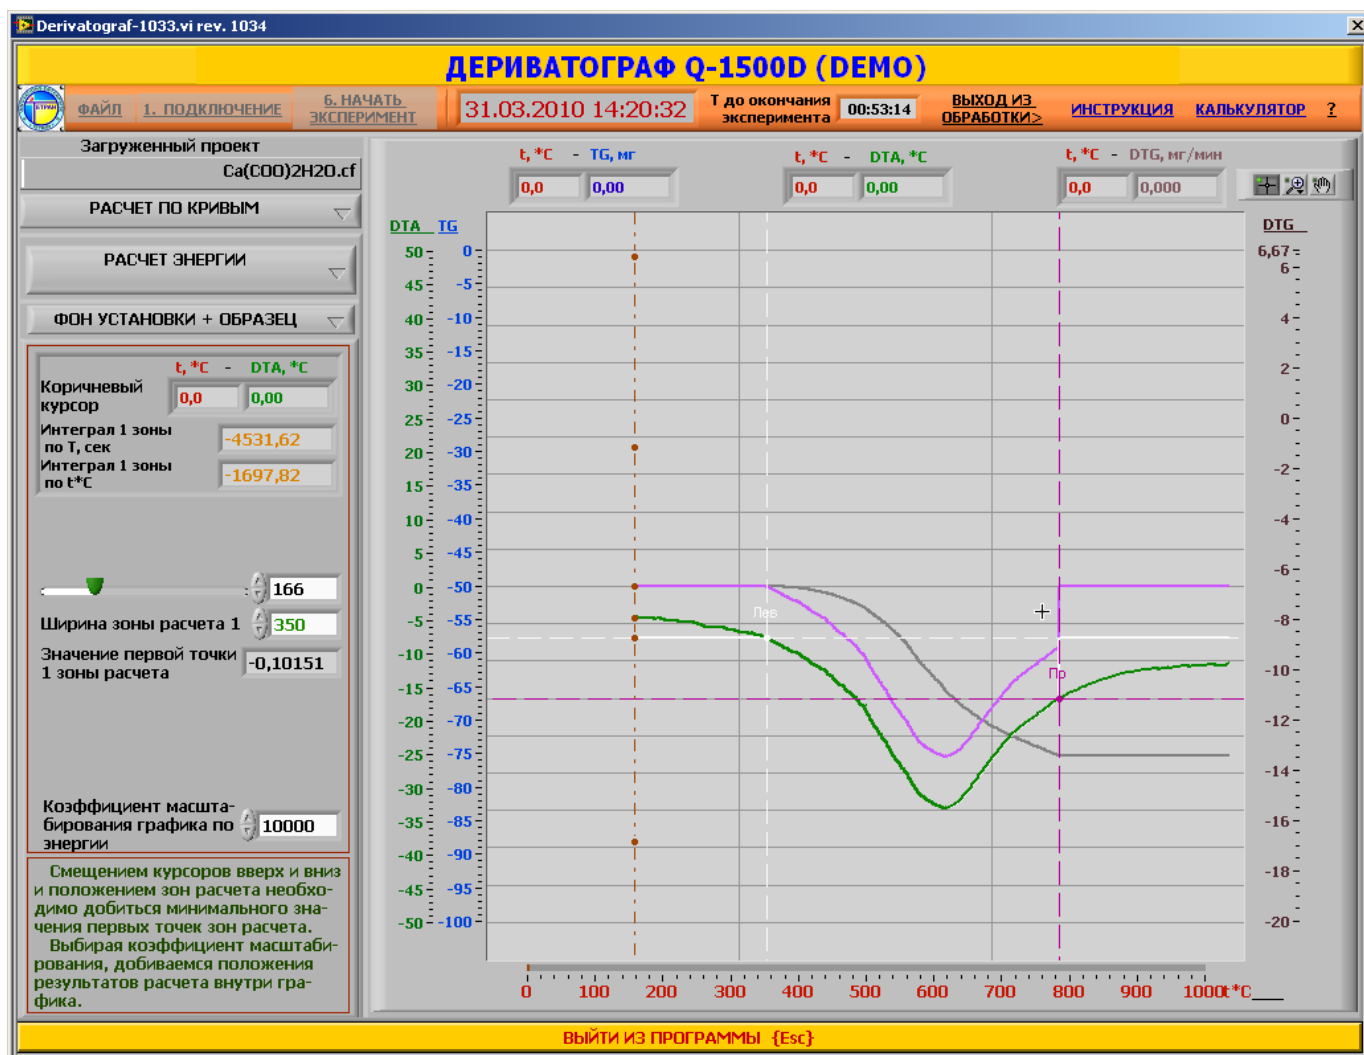 Derivatograf-1033.vi rev. 1034
ДЕРИВАТОГРАФ Q-1500D (DEMO)
ФАЙЛ 1. ПОДКЛЮЧЕНИЕ 6. НАЧАТЬ ЭКСПЕРИМЕНТ 31.03.2010 14:20:32 Т до окончания эксперимента 00:53:14 ВЫХОД ИЗ ОБРАБОТКИ> ИНСТРУКЦИЯ КАЛЬКУЛЯТОР ?
Загруженный проект
Ca(COO)2H2O.cf
РАСЧЕТ ПО КРИВЫМ
РАСЧЕТ ЭНЕРГИИ
ФОН УСТАНОВКИ + ОБРАЗЕЦ
t, *C - DTA, *C
Коричневый
курсор
0,0 0,00
Интеграл 1 зоны
по Т, сек
-4531,62
Интеграл 1 зоны
по t*C
-1697,82
166
Ширина зоны расчета 1 350
Значение первой точки
1 зоны расчета
-0,10151
Коэффициент масшта-
бирования графика по
энергии
10000
Смещением курсоров вверх и вниз
и положением зон расчета необхо-
димо добиться минимального зна-
чения первых точек зон расчета.
Выбирая коэффициент масштаби-
рования, добиваемся положения
результатов расчета внутри гра-
фика.
t, *C - TG, мг
0,0 0,00
t, *C - DTA, *C
0,0 0,00
t, *C - DTG, мг/мин
0,0 0,000
DTA TG
50 0
45 -5
40 -10
35 -15
30 -20
25 -25
20 -30
15 -35
10 -40
5 -45
0 -50
-5 -55
-10 -60
-15 -65
-20 -70
-25 -75
-30 -80
-35 -85
-40 -90
-45 -95
-50 -100
Лев
Пр
DTG
6,67
6
4
2
0
-2
-4
-6
-8
-10
-12
-14
-16
-18
-20
0 100 200 300 400 500 600 700 800 900 1000 t*C
ВЫЙТИ ИЗ ПРОГРАММЫ {Esc}